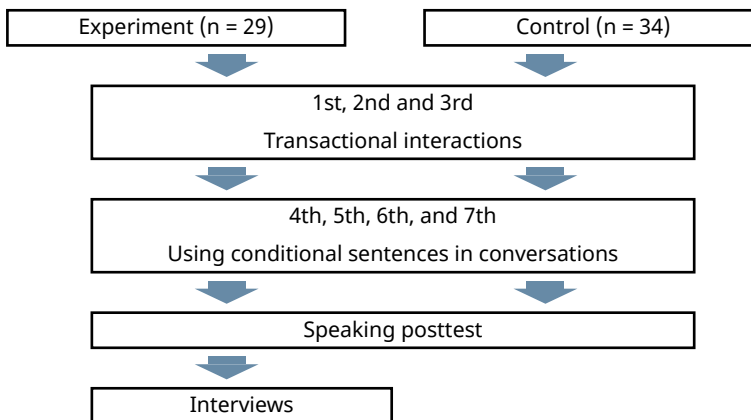 Experiment (n = 29)
Control (n = 34)
1st, 2nd and 3rd
Transactional interactions
4th, 5th, 6th, and 7th
Using conditional sentences in conversations
Speaking posttest
Interviews